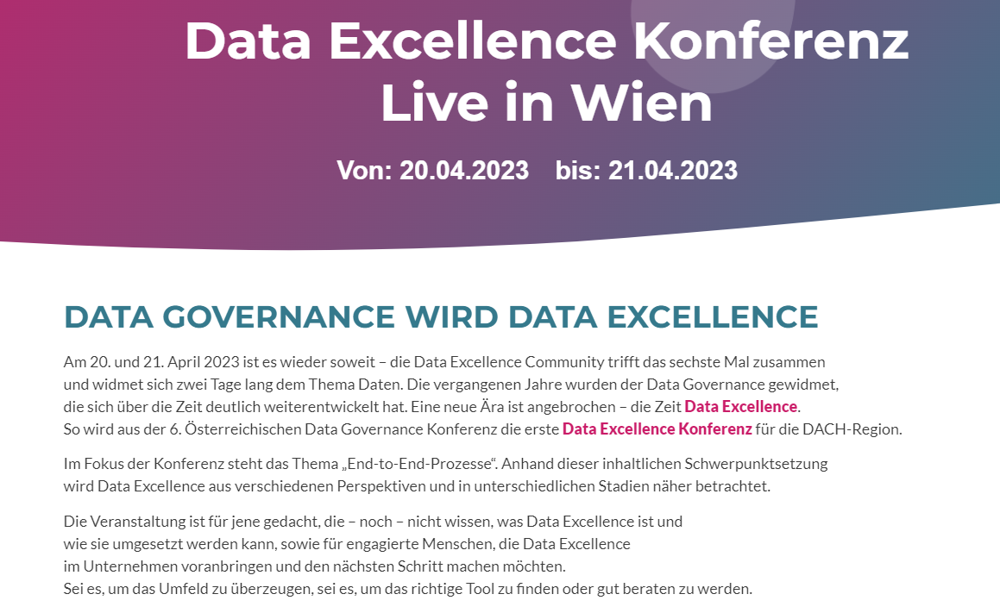 Data Excellence Konferenz
Live in Wien
Von: 20.04.2023 bis: 21.04.2023
DATA GOVERNANCE WIRD DATA EXCELLENCE
Am 20. und 21. April 2023 ist es wieder soweit – die Data Excellence Community trifft das sechste Mal zusammen
und widmet sich zwei Tage lang dem Thema Daten. Die vergangenen Jahre wurden der Data Governance gewidmet,
die sich über die Zeit deutlich weiterentwickelt hat. Eine neue Ära ist angebrochen – die Zeit Data Excellence.
So wird aus der 6. Österreichischen Data Governance Konferenz die erste Data Excellence Konferenz für die DACH-Region.
Im Fokus der Konferenz steht das Thema „End-to-End-Prozesse“. Anhand dieser inhaltlichen Schwerpunktsetzung
wird Data Excellence aus verschiedenen Perspektiven und in unterschiedlichen Stadien näher betrachtet.
Die Veranstaltung ist für jene gedacht, die – noch – nicht wissen, was Data Excellence ist und
wie sie umgesetzt werden kann, sowie für engagierte Menschen, die Data Excellence
im Unternehmen voranbringen und den nächsten Schritt machen möchten.
Sei es, um das Umfeld zu überzeugen, sei es, um das richtige Tool zu finden oder gut beraten zu werden.